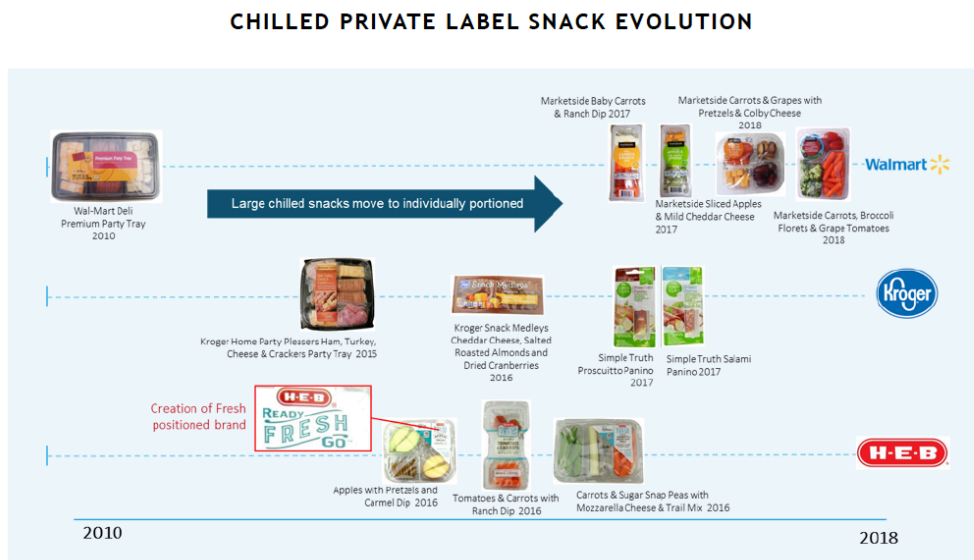 CHILLED PRIVATE LABEL SNACK EVOLUTION
Marketside Baby Carrots
& Ranch Dip 2017
Marketside Carrots & Grapes with
Pretzels & Colby Cheese
2018
Walmart
Wal-Mart Deli
Premium Party Tray
2010
Large chilled snacks move to individually portioned
Marketside Sliced Apples
& Mild Cheddar Cheese
2017
Marketside Carrots, Broccoli
Florets & Grape Tomatoes
2018
Kroger
Kroger Home Party Pleasers Ham, Turkey,
Cheese & Crackers Party Tray 2015
Kroger Snack Medleys
Cheddar Cheese, Salted
Roasted Almonds and
Dried Cranberries
2016
Simple Truth
Proscuitto Panino
2017
Simple Truth Salami
Panino 2017
Creation of Fresh
positioned brand
H-E-B
READY
FRESH
GO
H-E-B
Apples with Pretzels and
Carmel Dip 2016
Tomatoes & Carrots with
Ranch Dip 2016
Carrots & Sugar Snap Peas with
Mozzarella Cheese & Trail Mix 2016
2010
2018